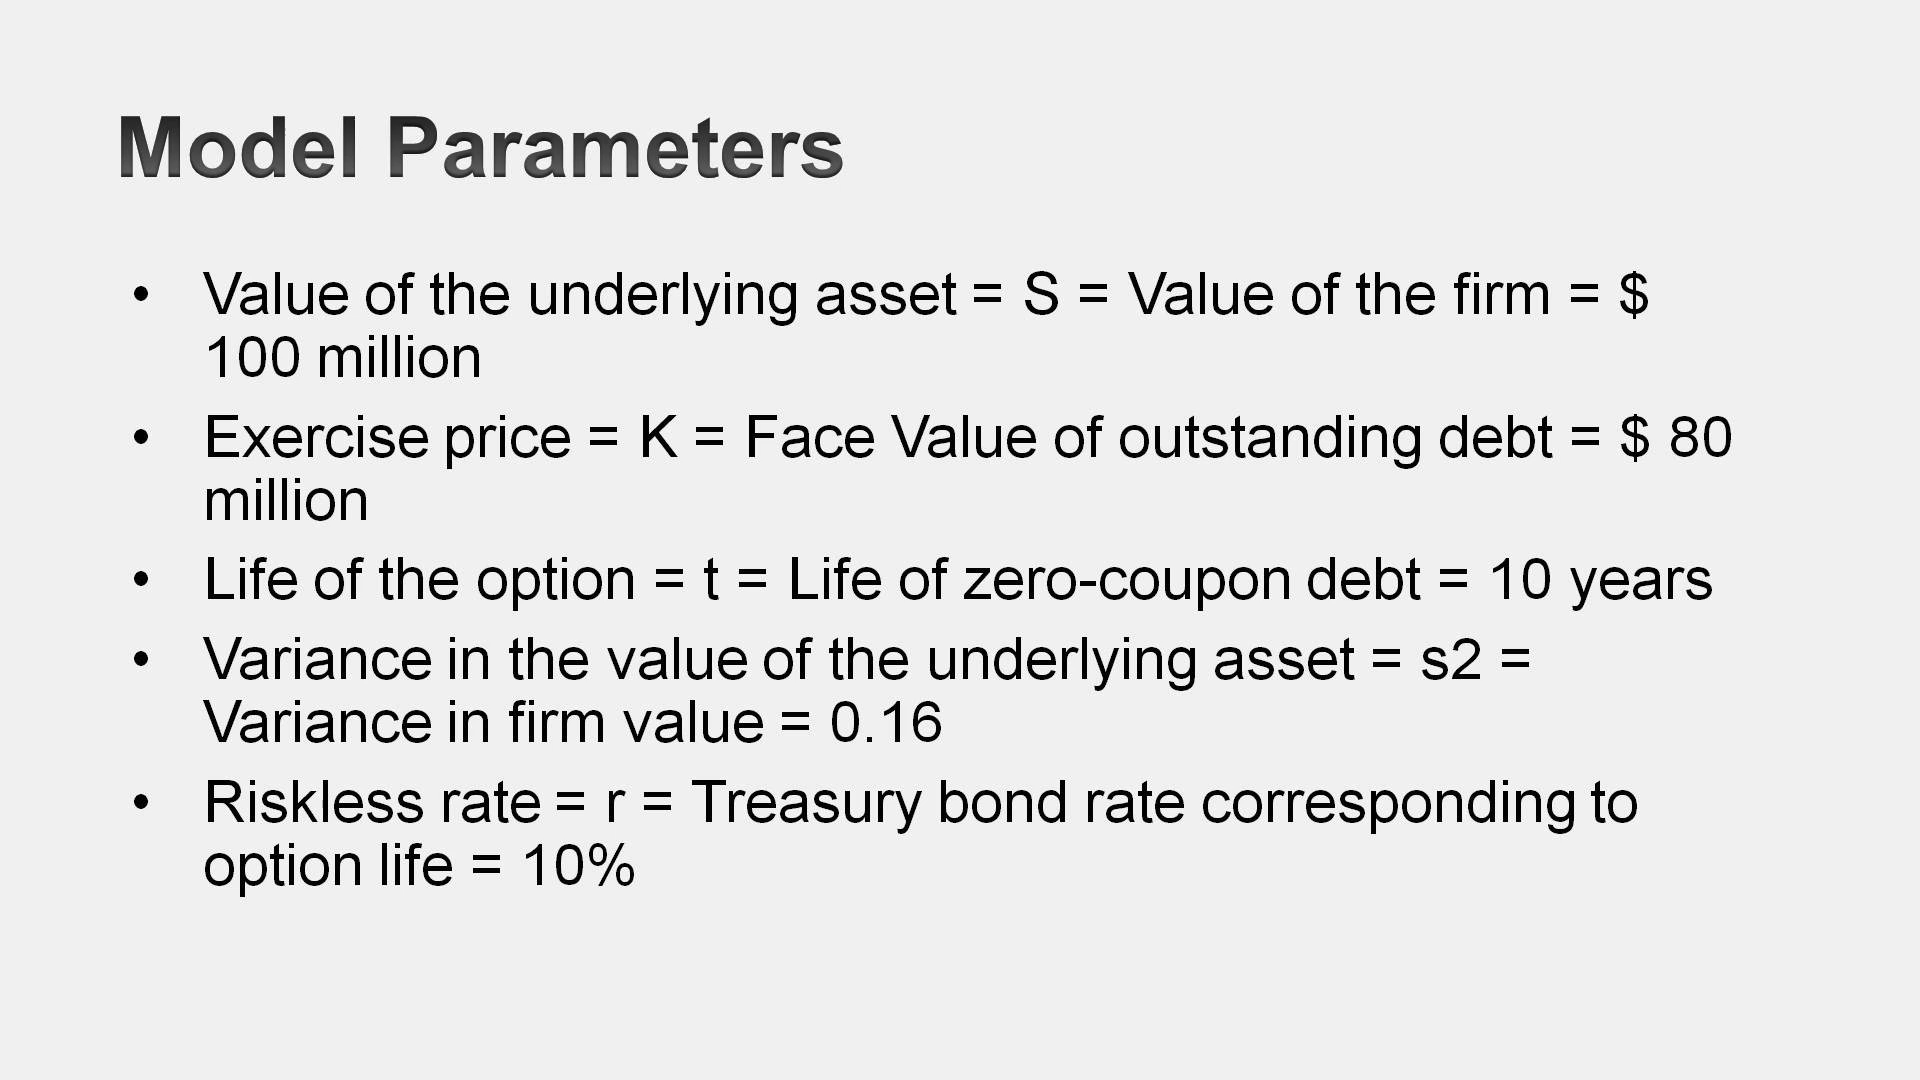 Model Parameters
• Value of the underlying asset = S = Value of the firm = $
100 million
• Exercise price = K = Face Value of outstanding debt = $ 80
million
• Life of the option = t = Life of zero-coupon debt = 10 years
• Variance in the value of the underlying asset = s2 =
Variance in firm value = 0.16
• Riskless rate = r = Treasury bond rate corresponding to
option life = 10%